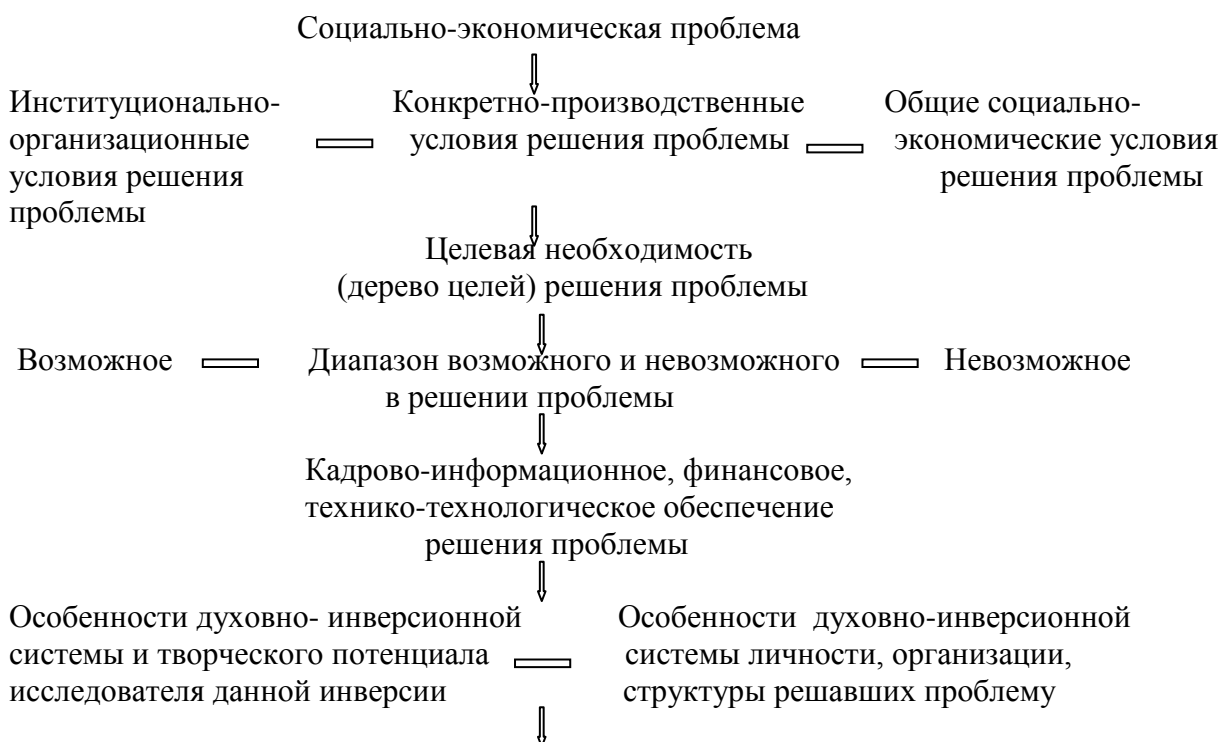 Социально-экономическая проблема
Институционально-
организационные
условия решения
проблемы
Конкретно-производственные
условия решения проблемы
Общие социально-
экономические условия
решения проблемы
Целевая необходимость
(дерево целей) решения проблемы
Возможное
Диапазон возможного и невозможного
в решении проблемы
Невозможное
Кадрово-информационное, финансовое,
технико-технологическое обеспечение
решения проблемы
Особенности духовно- инверсионной
системы и творческого потенциала
исследователя данной инверсии
Особенности духовно-инверсионной
системы личности, организации,
структуры решавших проблему